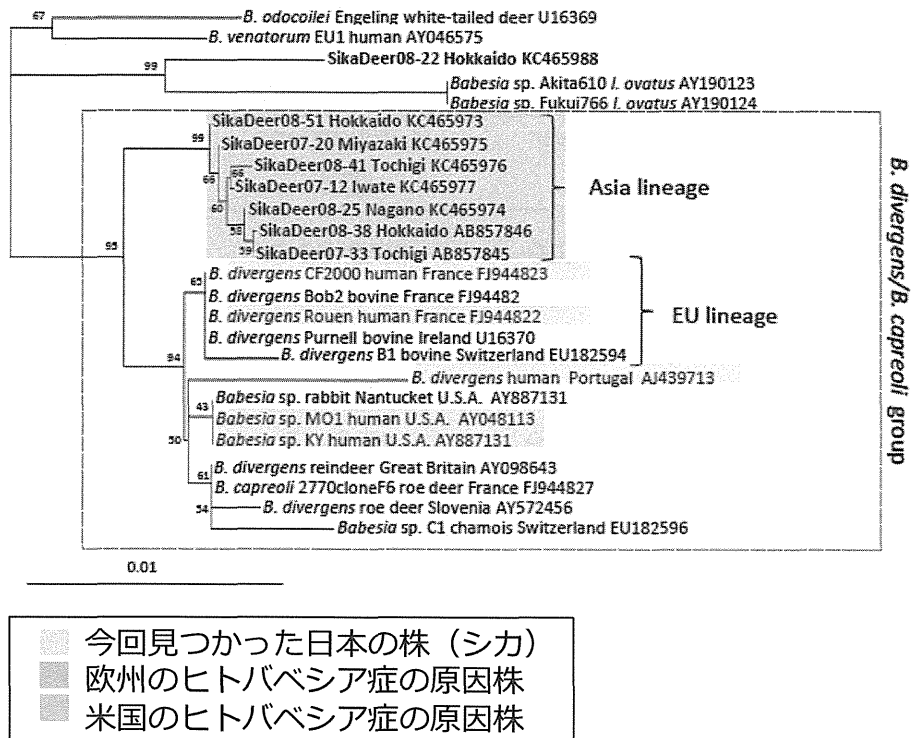 67
B. odocoilei Engeling white-tailed deer U16369
B. venatorum EU1 human AY046575
99
SikaDeer08-22 Hokkaido KC465988
Babesia sp. Akita610 I. ovatus AY190123
Babesia sp. Fukui766 I. ovatus AY190124
SikaDeer08-51 Hokkaido KC465973
99
SikaDeer07-20 Miyazaki KC465975
66
SikaDeer08-41 Tochigi KC465976
66
SikaDeer07-12 Iwate KC465977
60
SikaDeer08-25 Nagano KC465974
58
SikaDeer08-38 Hokkaido AB857846
59
SikaDeer07-33 Tochigi AB857845
Asia lineage
95
B. divergens CF2000 human France FJ944823
65
B. divergens Bob2 bovine France FJ94482
B. divergens Rouen human France FJ944822
B. divergens Purnell bovine Ireland U16370
B. divergens B1 bovine Switzerland EU182594
EU lineage
94
B. divergens human Portugal AJ439713
Babesia sp. rabbit Nantucket U.S.A. AY887131
43
Babesia sp. MO1 human U.S.A. AY048113
Babesia sp. KY human U.S.A. AY887131
50
B. divergens reindeer Great Britain AY098643
61
B. capreoli 2770cloneF6 roe deer France FJ944827
54
B. divergens roe deer Slovenia AY572456
Babesia sp. C1 chamois Switzerland EU182596
B. divergens/B. capreoli group
0.01
今回見つかった日本の株（シカ）
欧州のヒトバベシア症の原因株
米国のヒトバベシア症の原因株